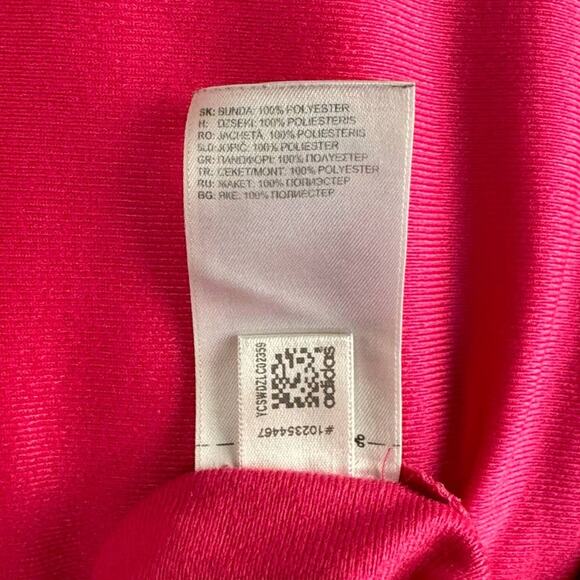 SK: BUNDA: 100% POLYESTER
H: DZSEKI: 100% POLIESTERIS
RO: JACHETĂ: 100% POLIESTERIS
SLO: JOPIČ: 100% POLIESTER
GR: ΠΑΝΩΦΟΡΙ: 100% ΠΟΛΥΕΣΤΕΡ
TR: CEKET/MONT: 100% POLYESTER
RU: ЖАКЕТ: 100% ПОЛИЭСТЕР
BG: ЯКЕ: 100% ПОЛИЕСТЕР
YCSWDZLC02359
adidas
#102354467